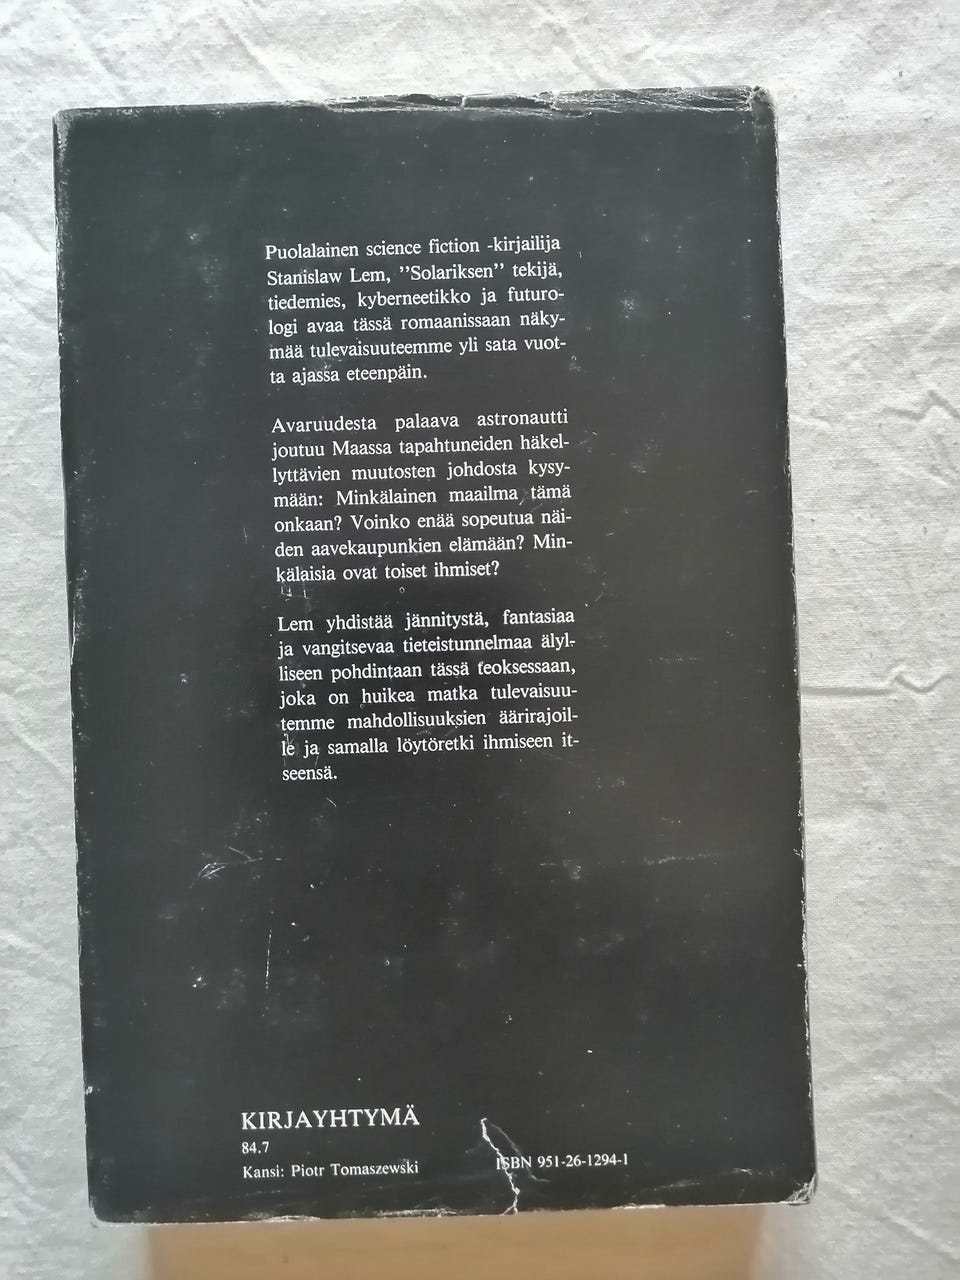 Puolalainen science fiction -kirjailija
Stanislaw Lem, ”Solariksen” tekijä,
tiedemies, kyberneetikko ja futuro-
logi avaa tässä romaanissaan näky-
mää tulevaisuuteemme yli sata vuot-
ta ajassa eteenpäin.
Avaruudesta palaava astronautti
joutuu Maassa tapahtuneiden häkel-
lyttävien muutosten johdosta kysy-
mään: Minkälainen maailma tämä
onkaan? Voinko enää sopeutua näi-
den aavekaupunkien elämään? Min-
kälaisia ovat toiset ihmiset?
Lem yhdistää jännitystä, fantasiaa
ja vangitsevaa tieteistunnelmaa älyl-
liseen pohdintaan tässä teoksessaan,
joka on huikea matka tulevaisuu-
temme mahdollisuuksien äärirajoil-
le ja samalla löytöretki ihmiseen it-
seensä.
KIRJAYHTYMÄ
84.7
Kansi: Piotr Tomaszewski
ISBN 951-26-1294-1